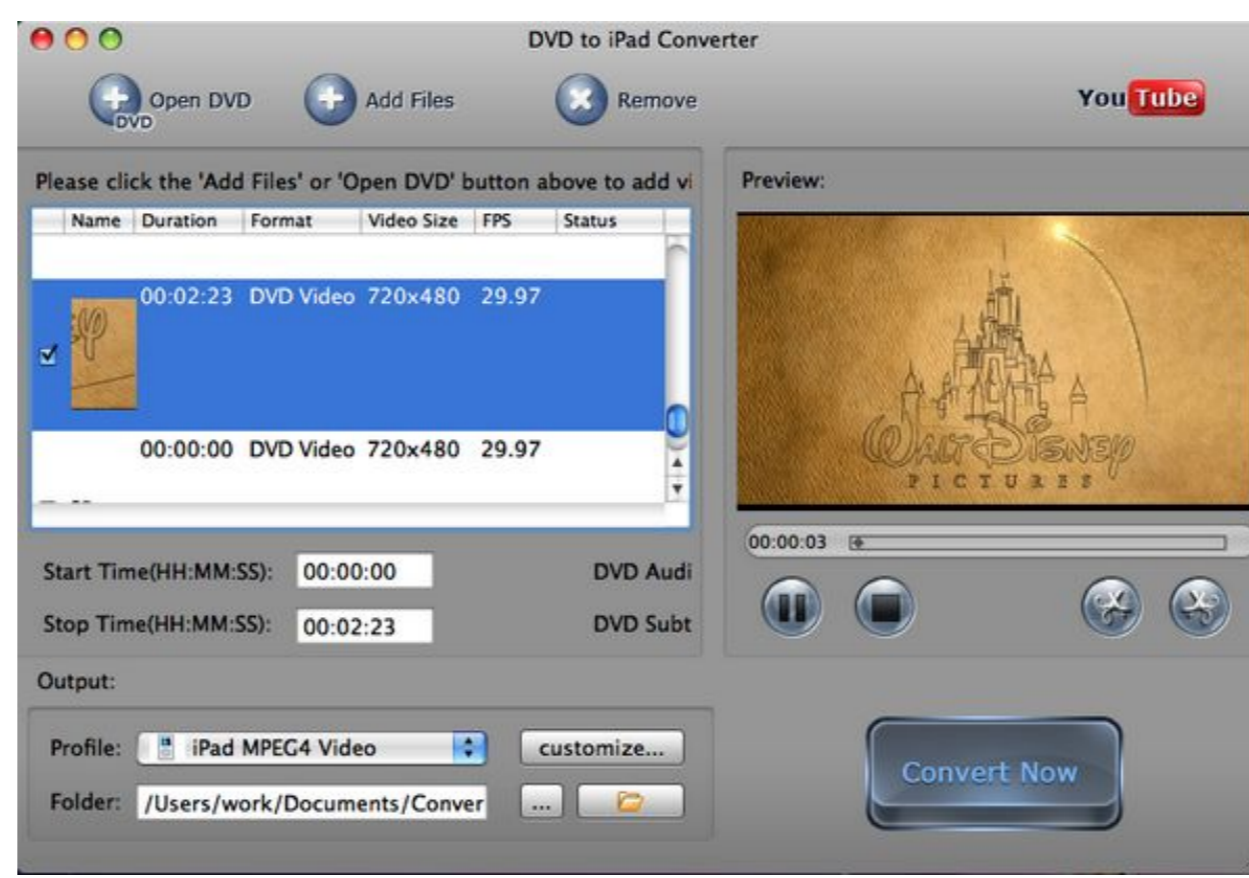 DVD to iPad Converter
Open DVD
DVD
Add Files
Remove
You Tube
Please click the 'Add Files' or 'Open DVD' button above to add vi
Name Duration Format Video Size FPS Status
00:02:23 DVD Video 720x480 29.97
00:00:00 DVD Video 720x480 29.97
Start Time(HH:MM:SS): 00:00:00 DVD Audi
Stop Time(HH:MM:SS): 00:02:23 DVD Subt
Preview:
WALT DISNEY
PICTURES
00:00:03
Output:
Profile: iPad MPEG4 Video customize...
Folder: /Users/work/Documents/Conver ...
Convert Now